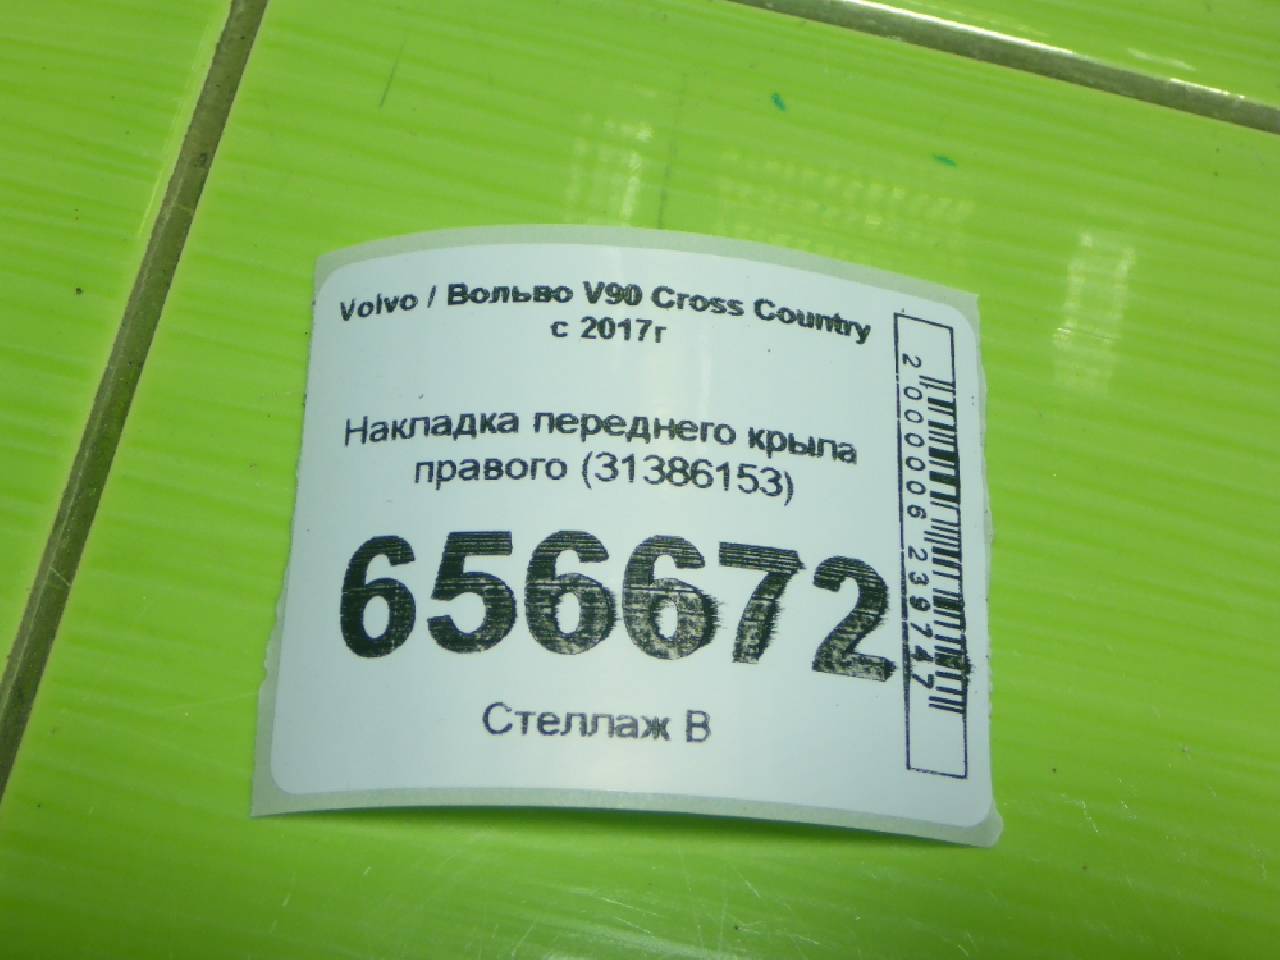 Volvo / Вольво V90 Cross Country
с 2017г
Накладка переднего крыла
правого (31386153)
656672
Стеллаж В
2000006239747